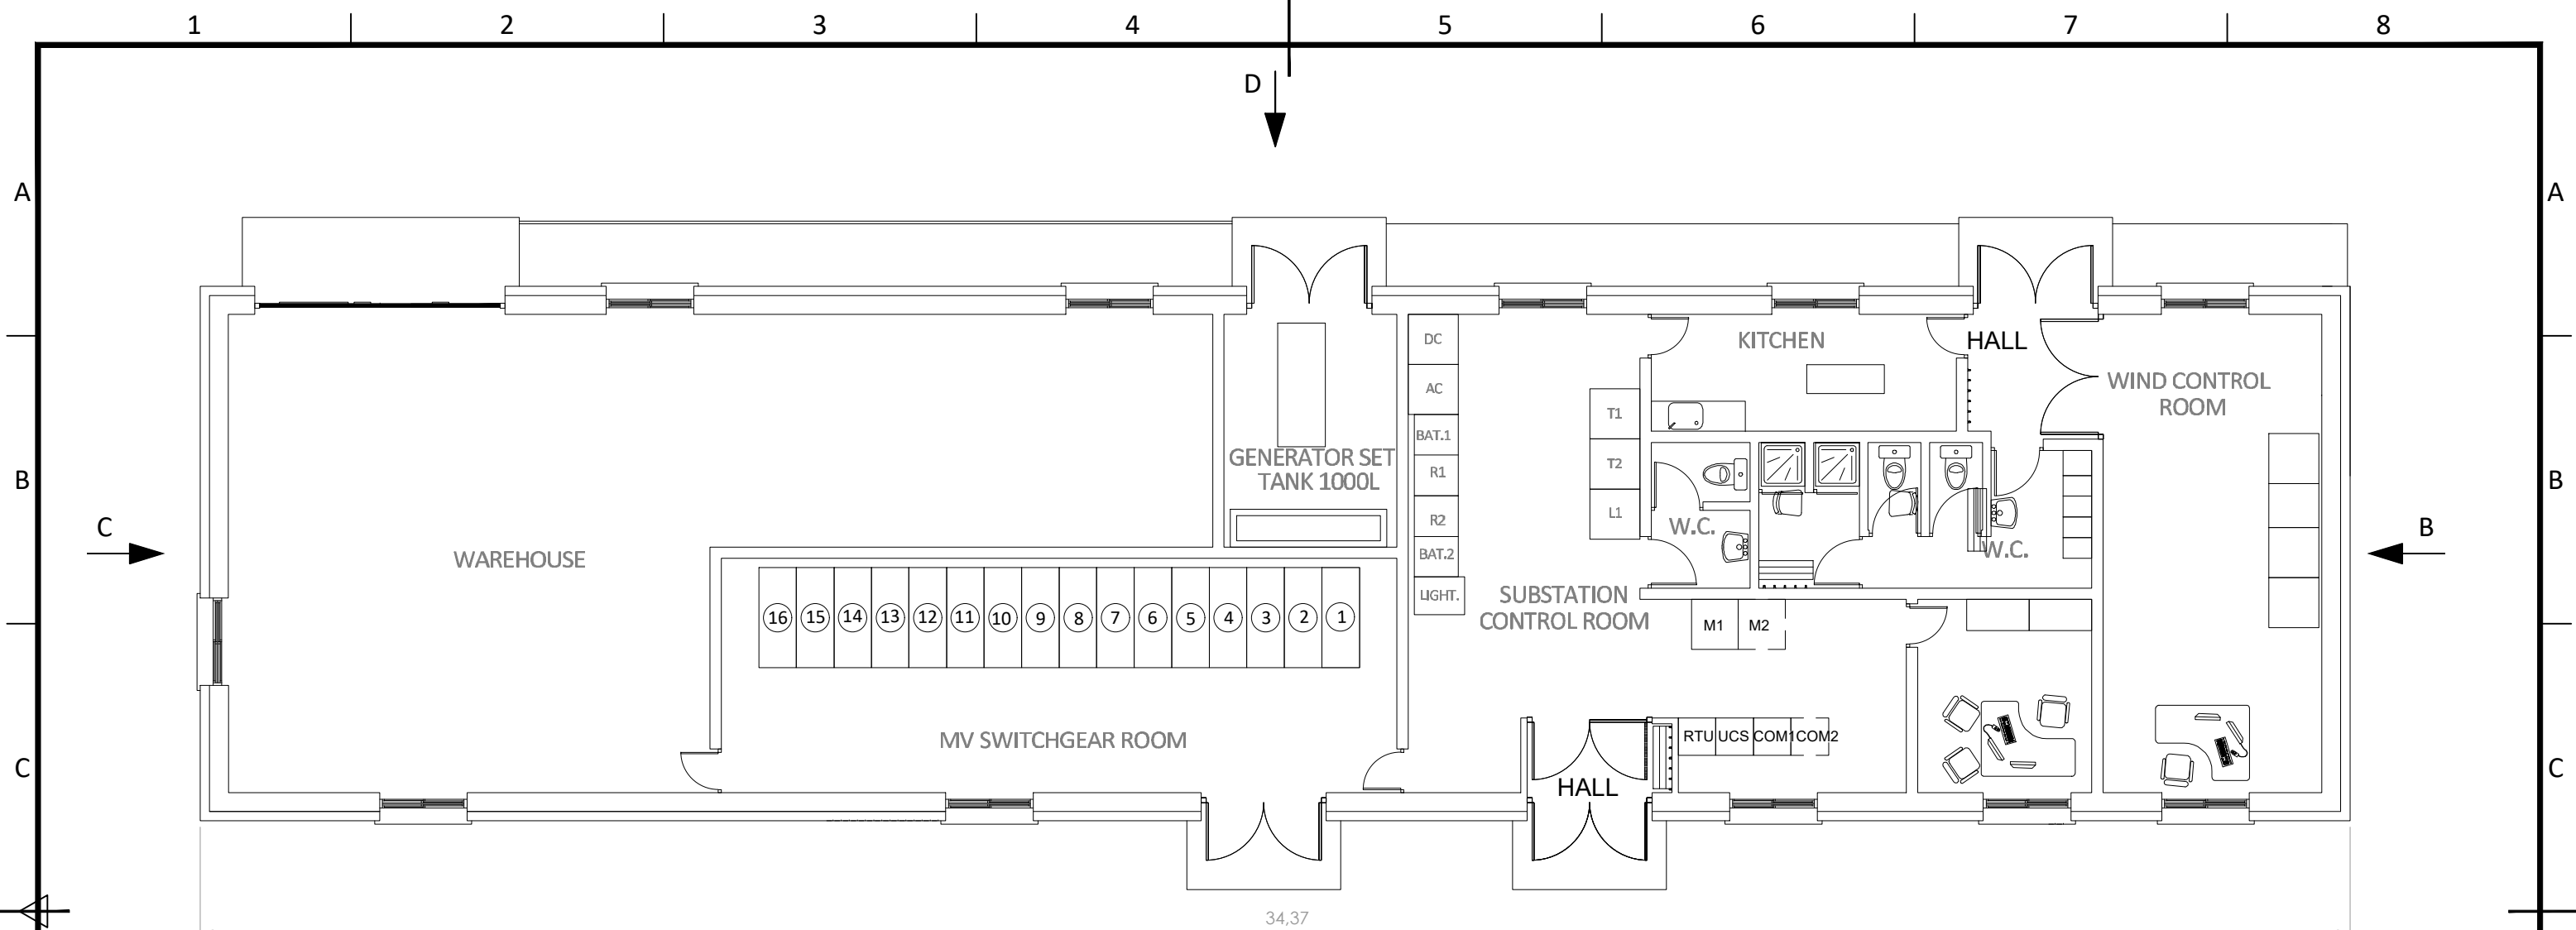 1 2 3 4 5 6 7 8
D
A A
DC
KITCHEN
HALL
AC
WIND CONTROL
ROOM
T1
BAT.1
GENERATOR SET
TANK 1000L
R1
T2
B B
R2
L1
W.C.
C
B
WAREHOUSE
BAT.2
W.C.
LIGHT.
SUBSTATION
CONTROL ROOM
16 15 14 13 12 11 10 9 8 7 6 5 4 3 2 1
M1 M2
MV SWITCHGEAR ROOM
RTU UCS COM1 COM2
C C
HALL
34,37